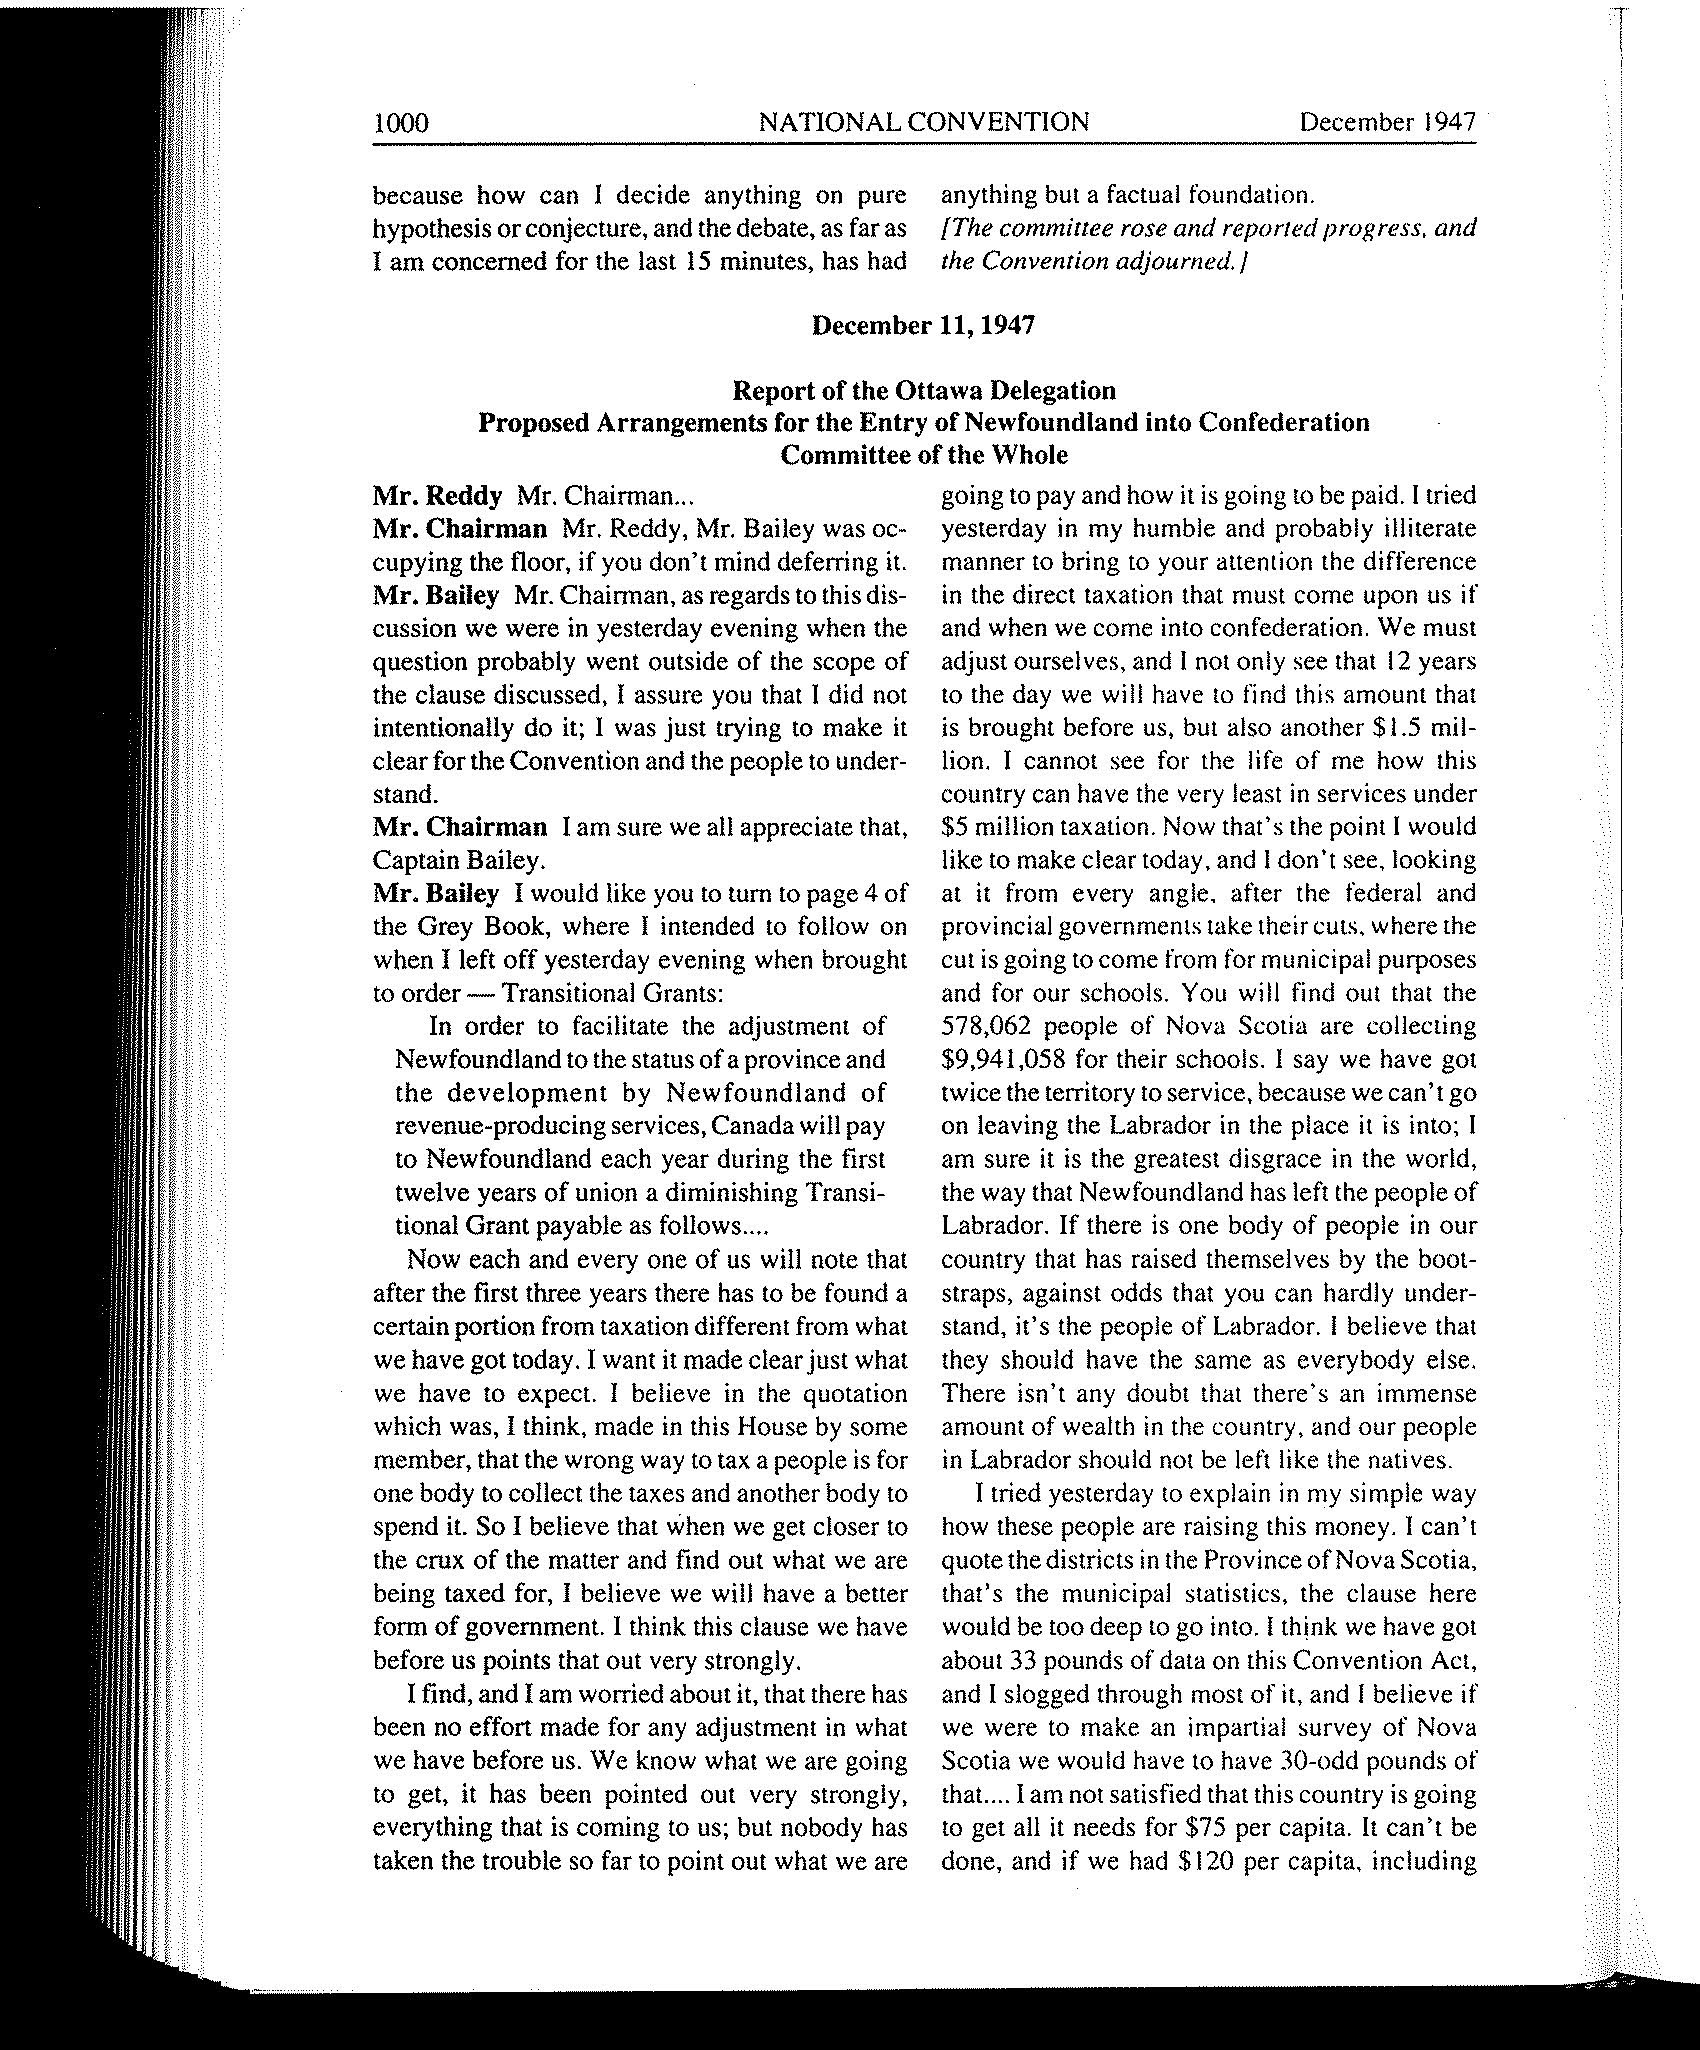 1000 NATIONAL CONVENTION December 1947
because how can I decide anything on pure
hypothesis or conjecture, and the debate, as far as
I am concerned for the last 15 minutes, has had
anything but a factual foundation.
[The committee rose and reported progress, and
the Convention adjourned.]
December 11, 1947
Report of the Ottawa Delegation
Proposed Arrangements for the Entry of Newfoundland into Confederation
Committee of the Whole
Mr. Reddy Mr. Chairman...
Mr. Chairman Mr. Reddy, Mr. Bailey was oc-
cupying the floor, if you don't mind deferring it.
Mr. Bailey Mr. Chairman, as regards to this dis-
cussion we were in yesterday evening when the
question probably went outside of the scope of
the clause discussed, I assure you that I did not
intentionally do it; I was just trying to make it
clear for the Convention and the people to under-
stand.
Mr. Chairman I am sure we all appreciate that,
Captain Bailey.
Mr. Bailey I would like you to turn to page 4 of
the Grey Book, where I intended to follow on
when I left off yesterday evening when brought
to order — Transitional Grants:
In order to facilitate the adjustment of
Newfoundland to the status of a province and
the development by Newfoundland of
revenue-producing services, Canada will pay
to Newfoundland each year during the first
twelve years of union a diminishing Transi-
tional Grant payable as follows....
Now each and every one of us will note that
after the first three years there has to be found a
certain portion from taxation different from what
we have got today. I want it made clear just what
we have to expect. I believe in the quotation
which was, I think, made in this House by some
member, that the wrong way to tax a people is for
one body to collect the taxes and another body to
spend it. So I believe that when we get closer to
the crux of the matter and find out what we are
being taxed for, I believe we will have a better
form of government. I think this clause we have
before us points that out very strongly.
I find, and I am worried about it, that there has
been no effort made for any adjustment in what
we have before us. We know what we are going
to get, it has been pointed out very strongly,
everything that is coming to us; but nobody has
taken the trouble so far to point out what we are
going to pay and how it is going to be paid. I tried
yesterday in my humble and probably illiterate
manner to bring to your attention the difference
in the direct taxation that must come upon us if
and when we come into confederation. We must
adjust ourselves, and I not only see that 12 years
to the day we will have to find this amount that
is brought before us, but also another $1.5 mil-
lion. I cannot see for the life of me how this
country can have the very least in services under
$5 million taxation. Now that's the point I would
like to make clear today, and I don't see, looking
at it from every angle, after the federal and
provincial governments take their cuts, where the
cut is going to come from for municipal purposes
and for our schools. You will find out that the
578,062 people of Nova Scotia are collecting
$9,941,058 for their schools. I say we have got
twice the territory to service, because we can't go
on leaving the Labrador in the place it is into; I
am sure it is the greatest disgrace in the world,
the way that Newfoundland has left the people of
Labrador. If there is one body of people in our
country that has raised themselves by the boot-
straps, against odds that you can hardly under-
stand, it's the people of Labrador. I believe that
they should have the same as everybody else.
There isn't any doubt that there's an immense
amount of wealth in the country, and our people
in Labrador should not be left like the natives.
I tried yesterday to explain in my simple way
how these people are raising this money. I can't
quote the districts in the Province of Nova Scotia,
that's the municipal statistics, the clause here
would be too deep to go into. I think we have got
about 33 pounds of data on this Convention Act,
and I slogged through most of it, and I believe if
we were to make an impartial survey of Nova
Scotia we would have to have 30-odd pounds of
that.... I am not satisfied that this country is going
to get all it needs for $75 per capita. It can't be
done, and if we had $120 per capita, including